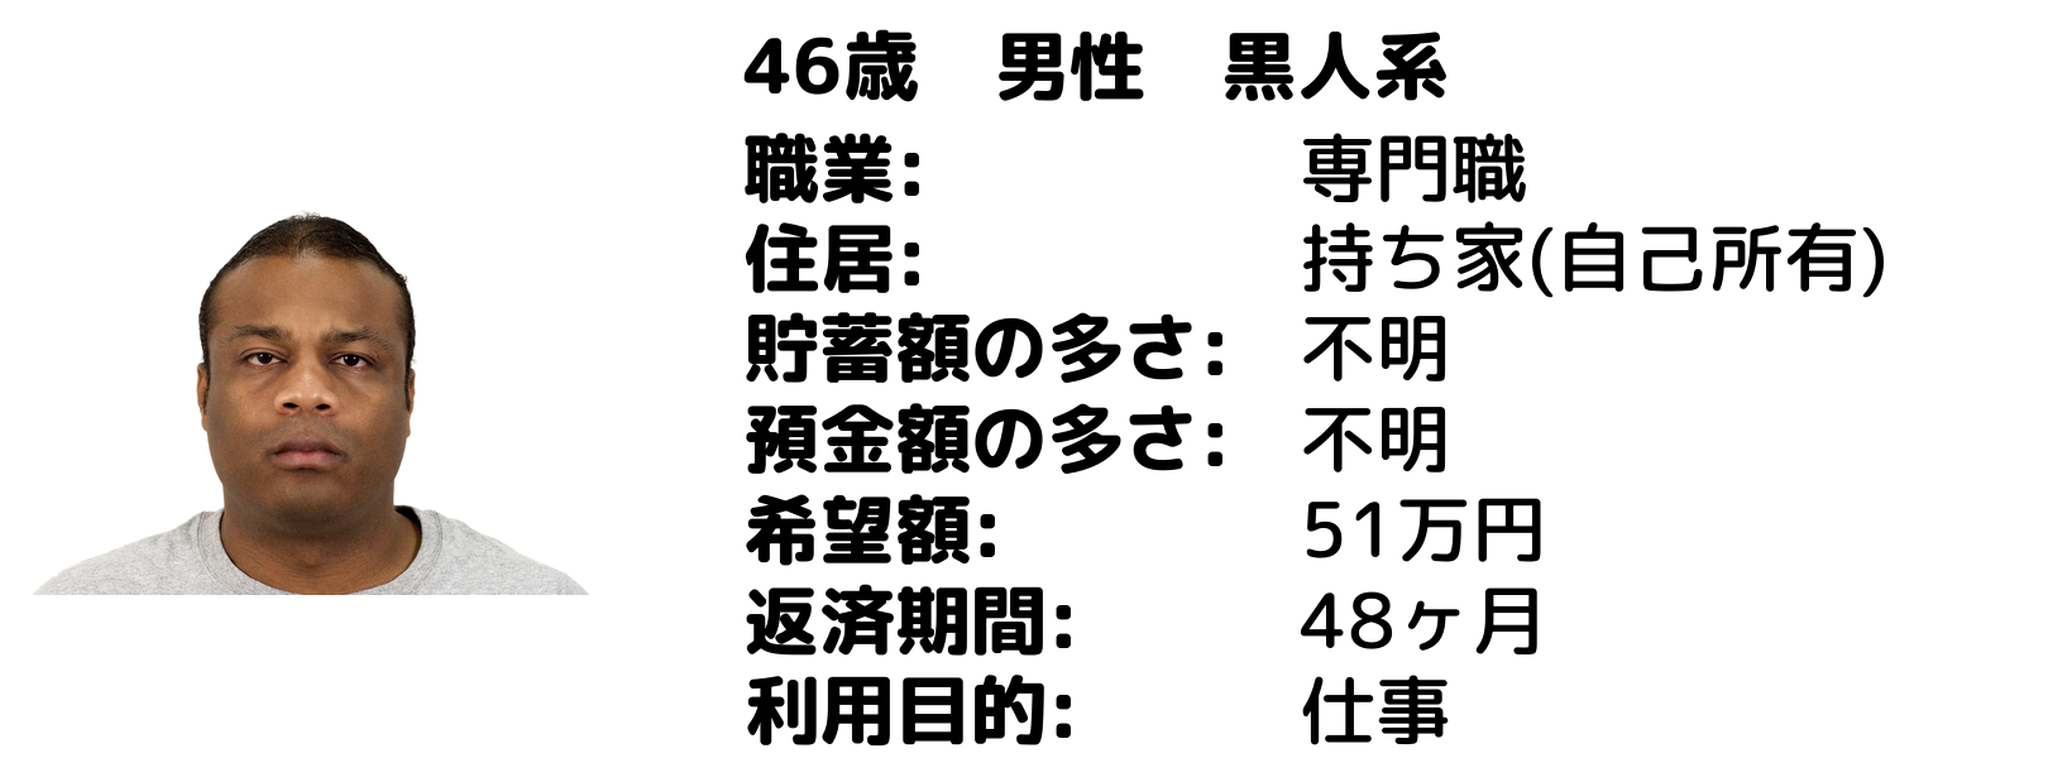 46歳　男性　黒人系
職業: 専門職
住居: 持ち家(自己所有)
貯蓄額の多さ: 不明
預金額の多さ: 不明
希望額: 51万円
返済期間: 48ヶ月
利用目的: 仕事